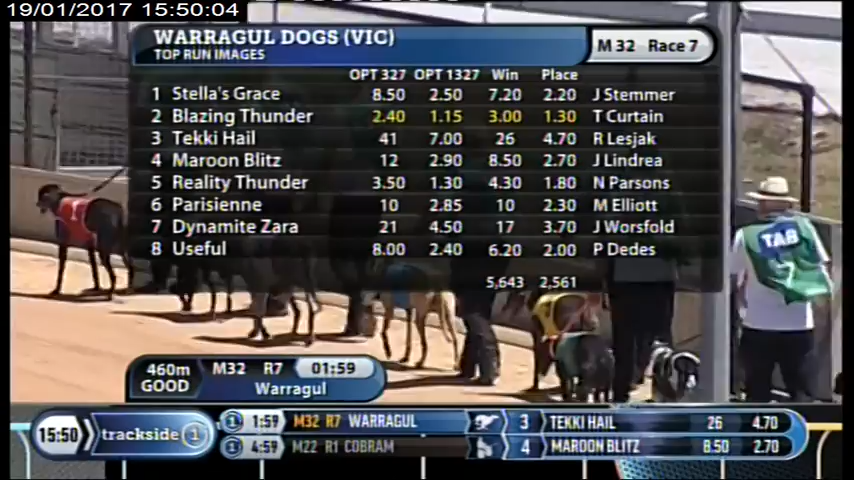 19/01/2017 15:50:04
WARRAGUL DOGS (VIC)
TOP RUN IMAGES
M 32 Race 7
OPT 327 OPT 1327 Win Place
1 Stella's Grace 8.50 2.50 7.20 2.20 J Stemmer
2 Blazing Thunder 2.40 1.15 3.00 1.30 T Curtain
3 Tekki Hail 41 7.00 26 4.70 R Lesjak
4 Maroon Blitz 12 2.90 8.50 2.70 J Lindrea
5 Reality Thunder 3.50 1.30 4.30 1.80 N Parsons
6 Parisienne 10 2.85 10 2.30 M Elliott
7 Dynamite Zara 21 4.50 17 3.70 J Worsfold
8 Useful 8.00 2.40 6.20 2.00 P Dedes
5,643 2,561
TAB
460m M32 R7 01:59
GOOD Warragul
15:50 trackside 1
1 1:59 M32 R7 WARRAGUL 3 TEKKI HAIL 26 4.70
1 4:59 M22 R1 COBRAM 4 MAROON BLITZ 8.50 2.70